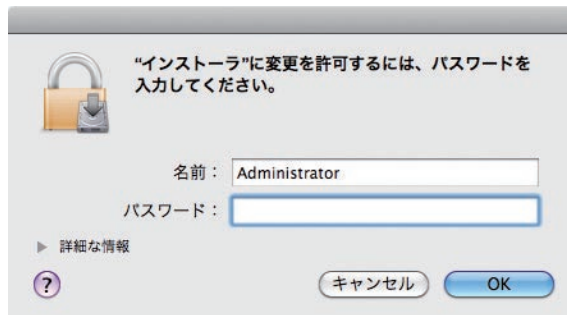 “インストーラ”に変更を許可するには、パスワードを
入力してください。
名前： Administrator
パスワード：
詳細な情報
?
キャンセル OK